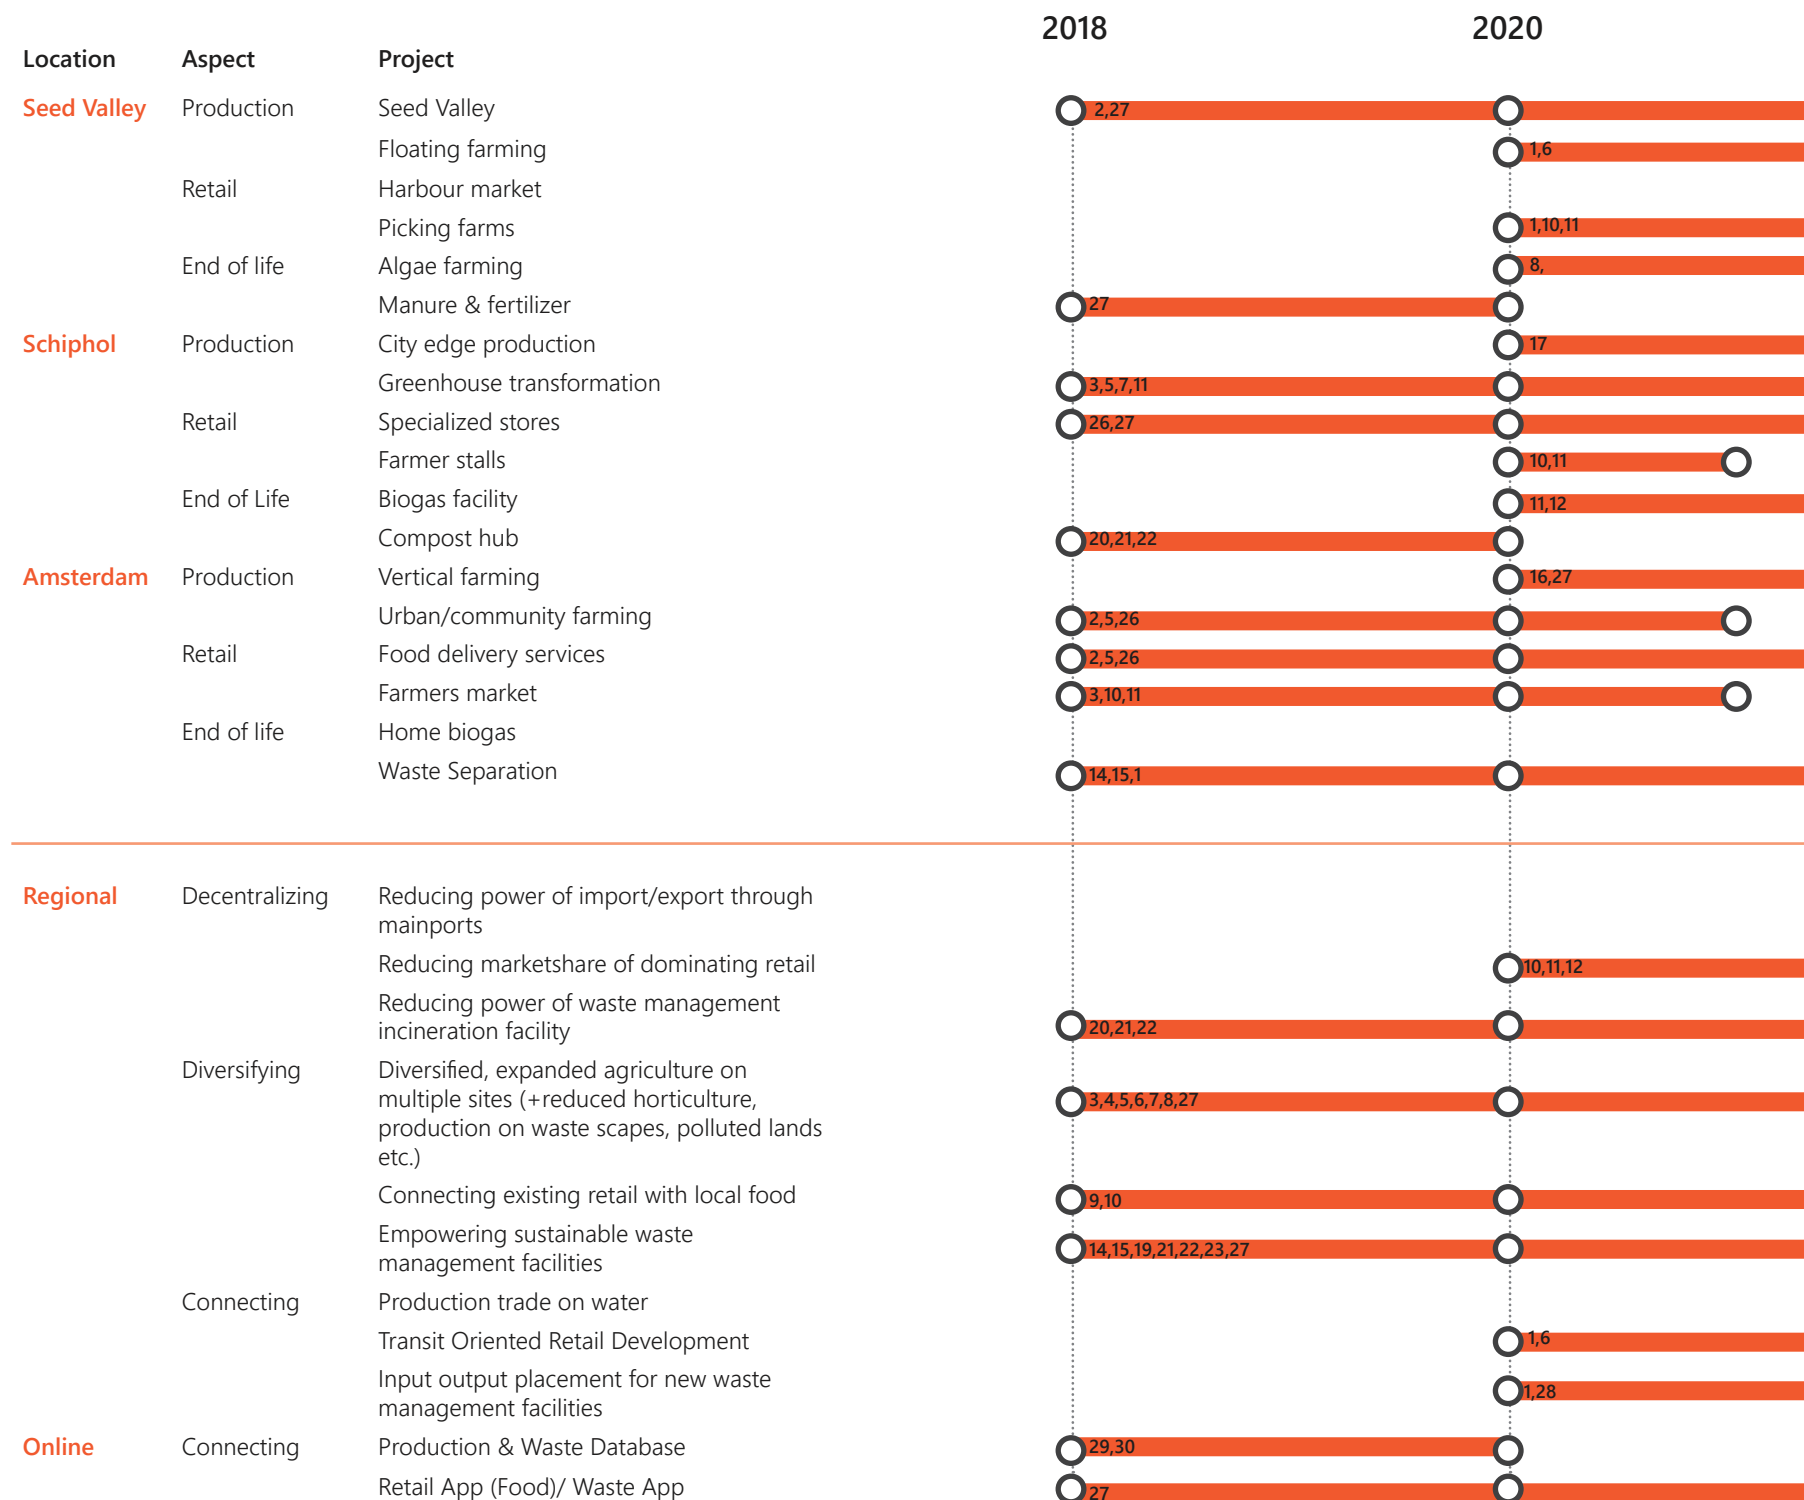 2018 2020
Location Aspect Project
Seed Valley Production Seed Valley 2,27
Floating farming 1,6
Retail Harbour market
Picking farms 1,10,11
End of life Algae farming 8,
Manure & fertilizer 27
Schiphol Production City edge production 17
Greenhouse transformation 3,5,7,11
Retail Specialized stores 26,27
Farmer stalls 10,11
End of Life Biogas facility 11,12
Compost hub 20,21,22
Amsterdam Production Vertical farming 16,27
Urban/community farming 2,5,26
Retail Food delivery services 2,5,26
Farmers market 3,10,11
End of life Home biogas
Waste Separation 14,15,1
Regional Decentralizing Reducing power of import/export through
mainports
Reducing marketshare of dominating retail 10,11,12
Reducing power of waste management
incineration facility 20,21,22
Diversifying Diversified, expanded agriculture on
multiple sites (+reduced horticulture, 3,4,5,6,7,8,27
production on waste scapes, polluted lands
etc.)
Connecting existing retail with local food 9,10
Empowering sustainable waste
management facilities 14,15,19,21,22,23,27
Connecting Production trade on water
Transit Oriented Retail Development 1,6
Input output placement for new waste
management facilities 1,28
Online Connecting Production & Waste Database 29,30
Retail App (Food)/ Waste App 27